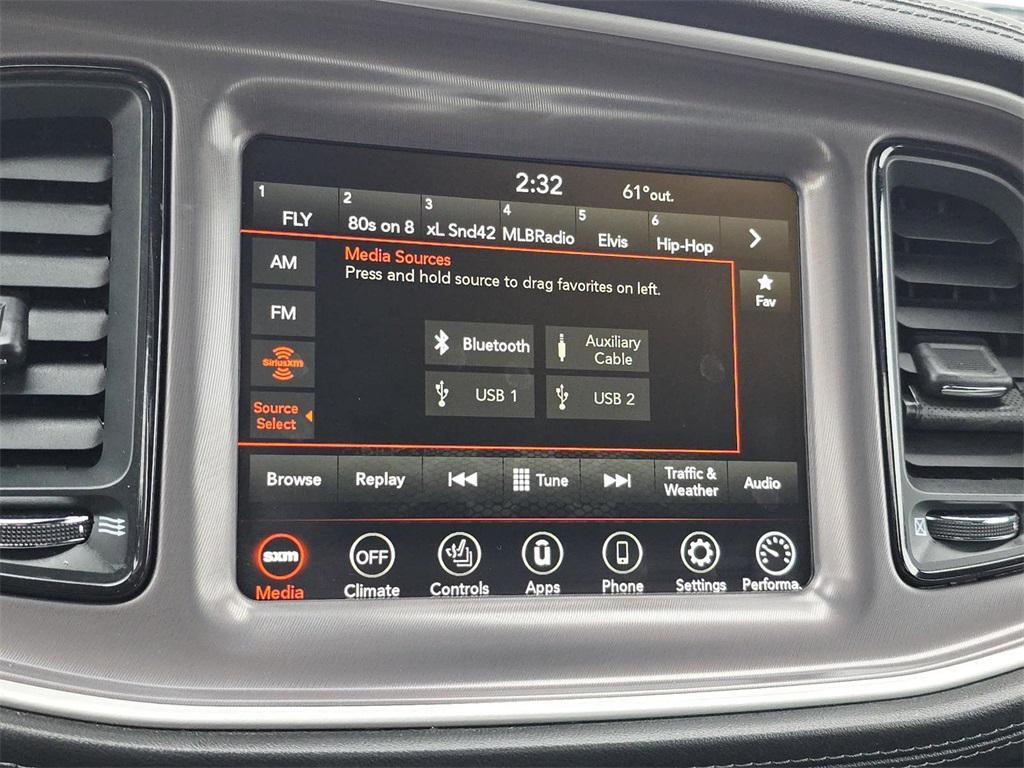 2:32 61°out.
1 FLY
2 80s on 8
3 xL Snd42
4 MLBRadio
5 Elvis
6 Hip-Hop
AM
FM
SiriusXM
Source
Select
Media Sources
Press and hold source to drag favorites on left.
Bluetooth
Auxiliary
Cable
USB 1
USB 2
Fav
Browse
Replay
Tune
Traffic &
Weather
Audio
sxm
Media
OFF
Climate
Controls
Apps
Phone
Settings
Performa.